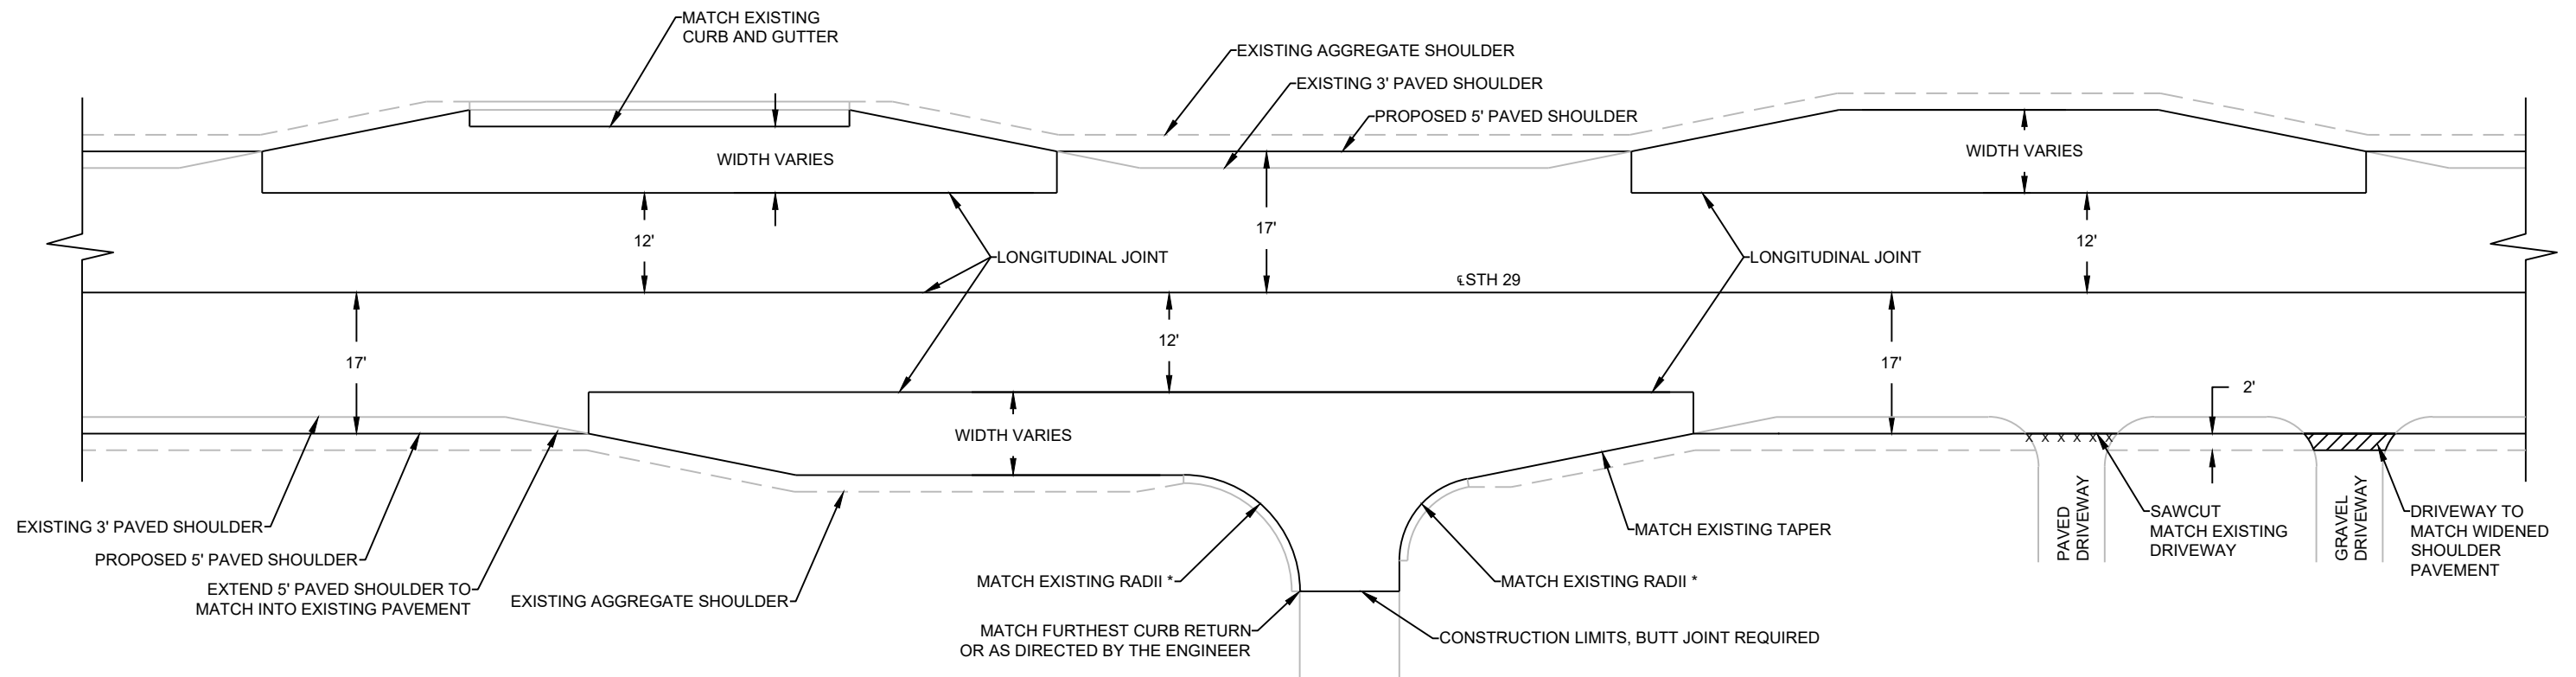 MATCH EXISTING
CURB AND GUTTER
EXISTING AGGREGATE SHOULDER
EXISTING 3' PAVED SHOULDER
PROPOSED 5' PAVED SHOULDER
WIDTH VARIES
WIDTH VARIES
17'
12'
12'
LONGITUDINAL JOINT
LONGITUDINAL JOINT
℄ STH 29
17'
12'
17'
2'
WIDTH VARIES
EXISTING 3' PAVED SHOULDER
PROPOSED 5' PAVED SHOULDER
EXTEND 5' PAVED SHOULDER TO
MATCH INTO EXISTING PAVEMENT
EXISTING AGGREGATE SHOULDER
MATCH EXISTING RADII *
MATCH FURTHEST CURB RETURN
OR AS DIRECTED BY THE ENGINEER
MATCH EXISTING RADII *
CONSTRUCTION LIMITS, BUTT JOINT REQUIRED
MATCH EXISTING TAPER
X X X X X X
PAVED
DRIVEWAY
SAWCUT
MATCH EXISTING
DRIVEWAY
GRAVEL
DRIVEWAY
DRIVEWAY TO
MATCH WIDENED
SHOULDER
PAVEMENT